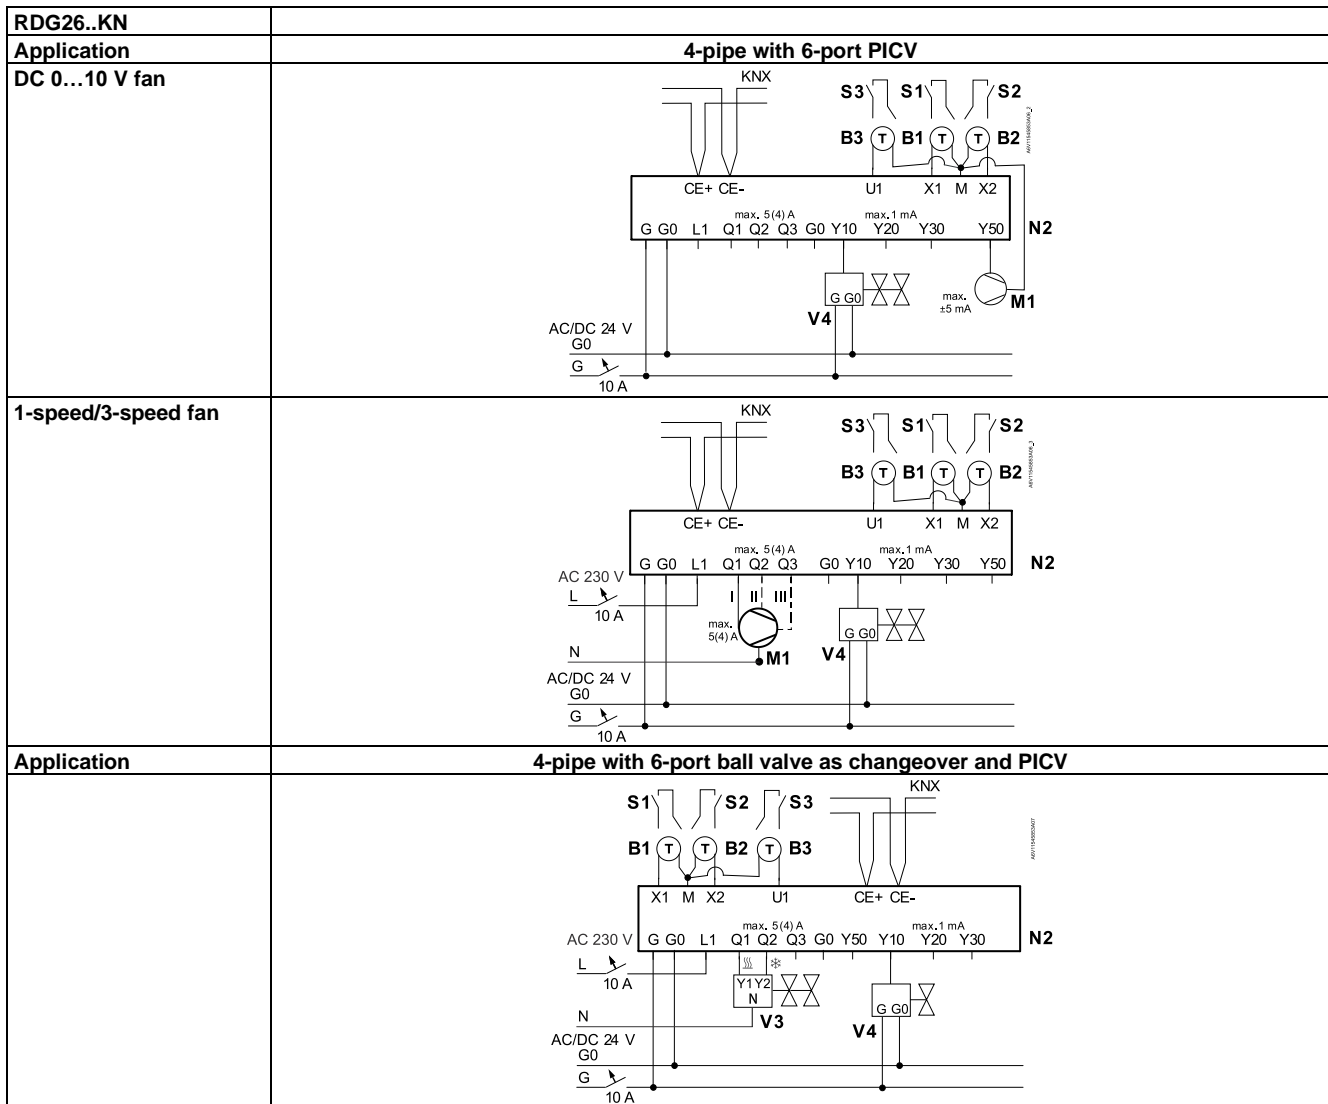 RDG26..KN
Application 4-pipe with 6-port PICV
DC 0…10 V fan
KNX
S3 S1 S2
B3 T B1 T T B2
CE+ CE- U1 X1 M X2
max. 5(4) A max. 1 mA
G G0 L1 Q1 Q2 Q3 G0 Y10 Y20 Y30 Y50 N2
G G0
max. ±5 mA
M1
V4
AC/DC 24 V
G0
G
10 A
1-speed/3-speed fan
KNX
S3 S1 S2
B3 T B1 T T B2
CE+ CE- U1 X1 M X2
max. 5(4) A max. 1 mA
G G0 L1 Q1 Q2 Q3 G0 Y10 Y20 Y30 Y50 N2
AC 230 V
L
10 A
I II III
max. 5(4) A
G G0
N
M1
V4
AC/DC 24 V
G0
G
10 A
Application 4-pipe with 6-port ball valve as changeover and PICV
KNX
S1 S2 S3
B1 T T B2 T B3
X1 M X2 U1 CE+ CE-
max. 5(4) A max. 1 mA
AC 230 V G G0 L1 Q1 Q2 Q3 G0 Y50 Y10 Y20 Y30 N2
L
10 A
Y1 Y2
N
G G0
N
V3
V4
AC/DC 24 V
G0
G
10 A